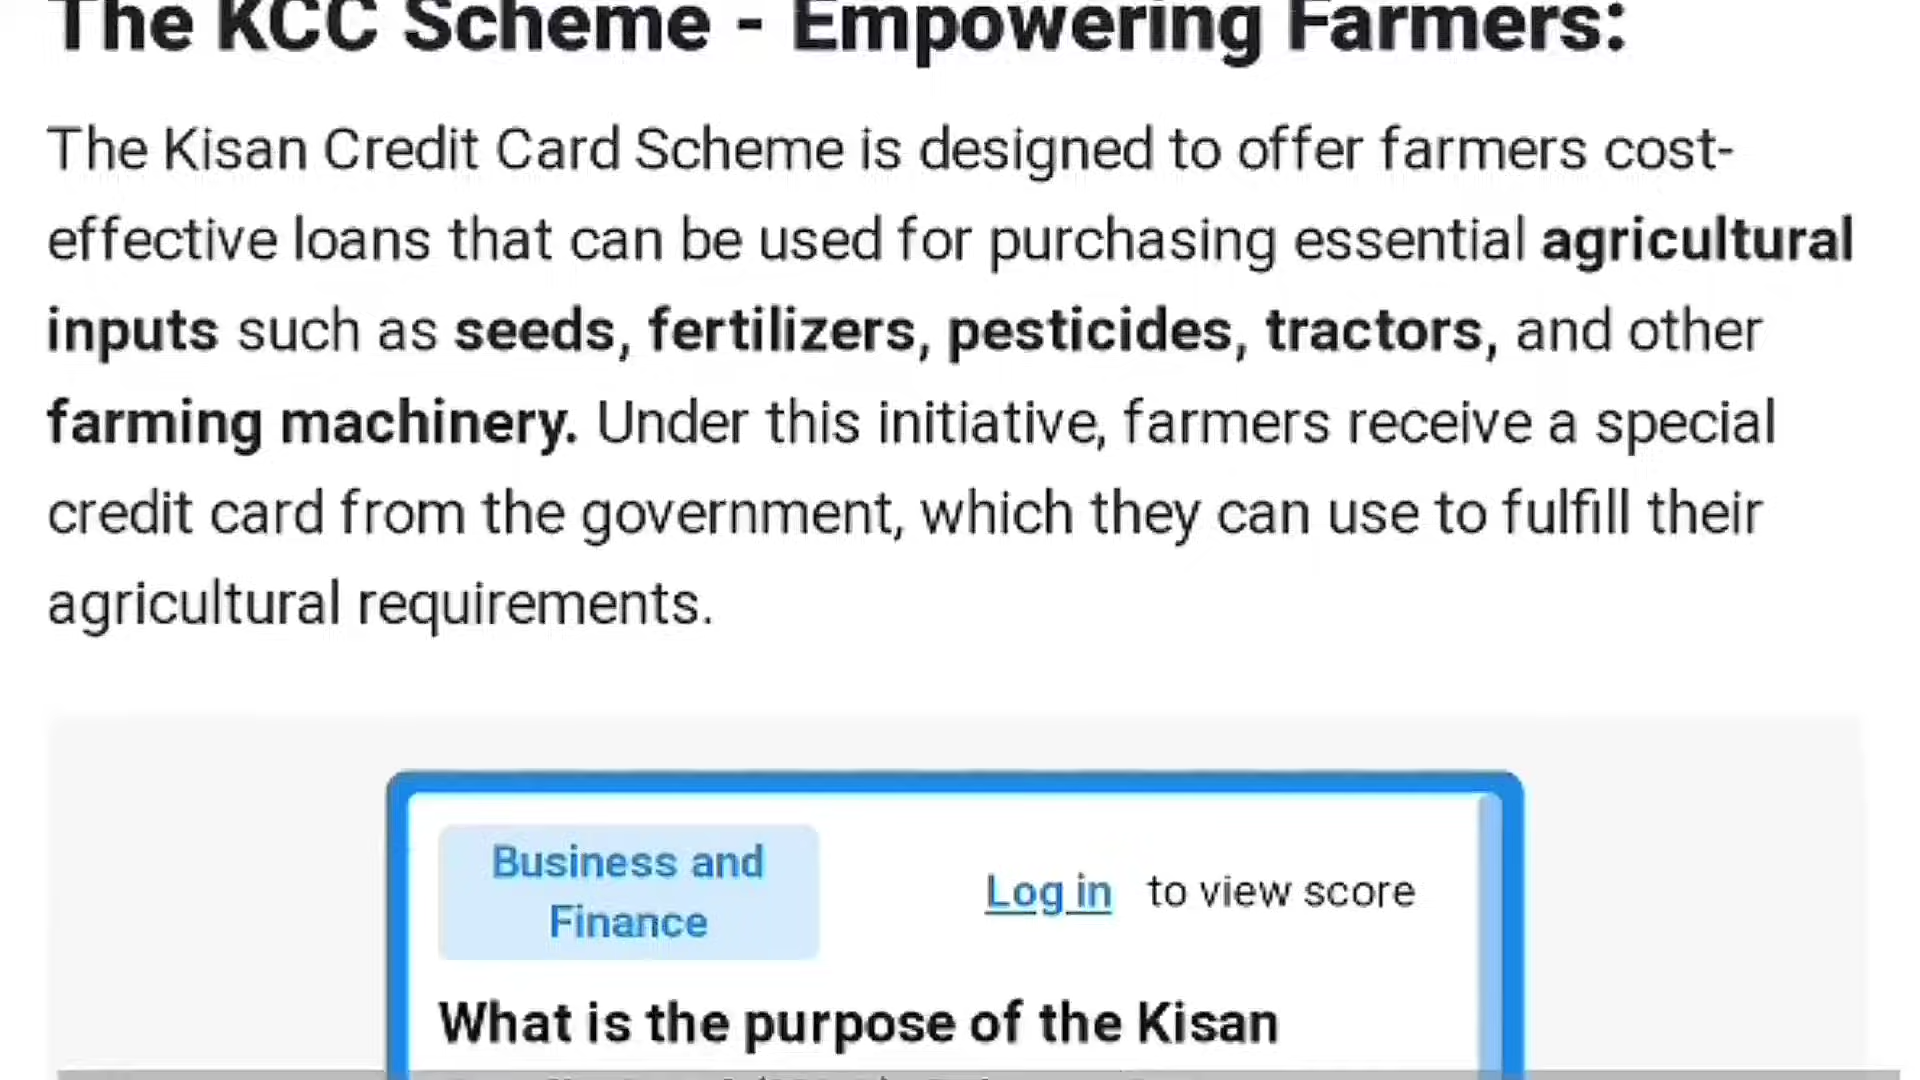 The KCC Scheme - Empowering Farmers:
The Kisan Credit Card Scheme is designed to offer farmers cost-
effective loans that can be used for purchasing essential agricultural
inputs such as seeds, fertilizers, pesticides, tractors, and other
farming machinery. Under this initiative, farmers receive a special
credit card from the government, which they can use to fulfill their
agricultural requirements.
Business and
Finance
Log in to view score
What is the purpose of the Kisan